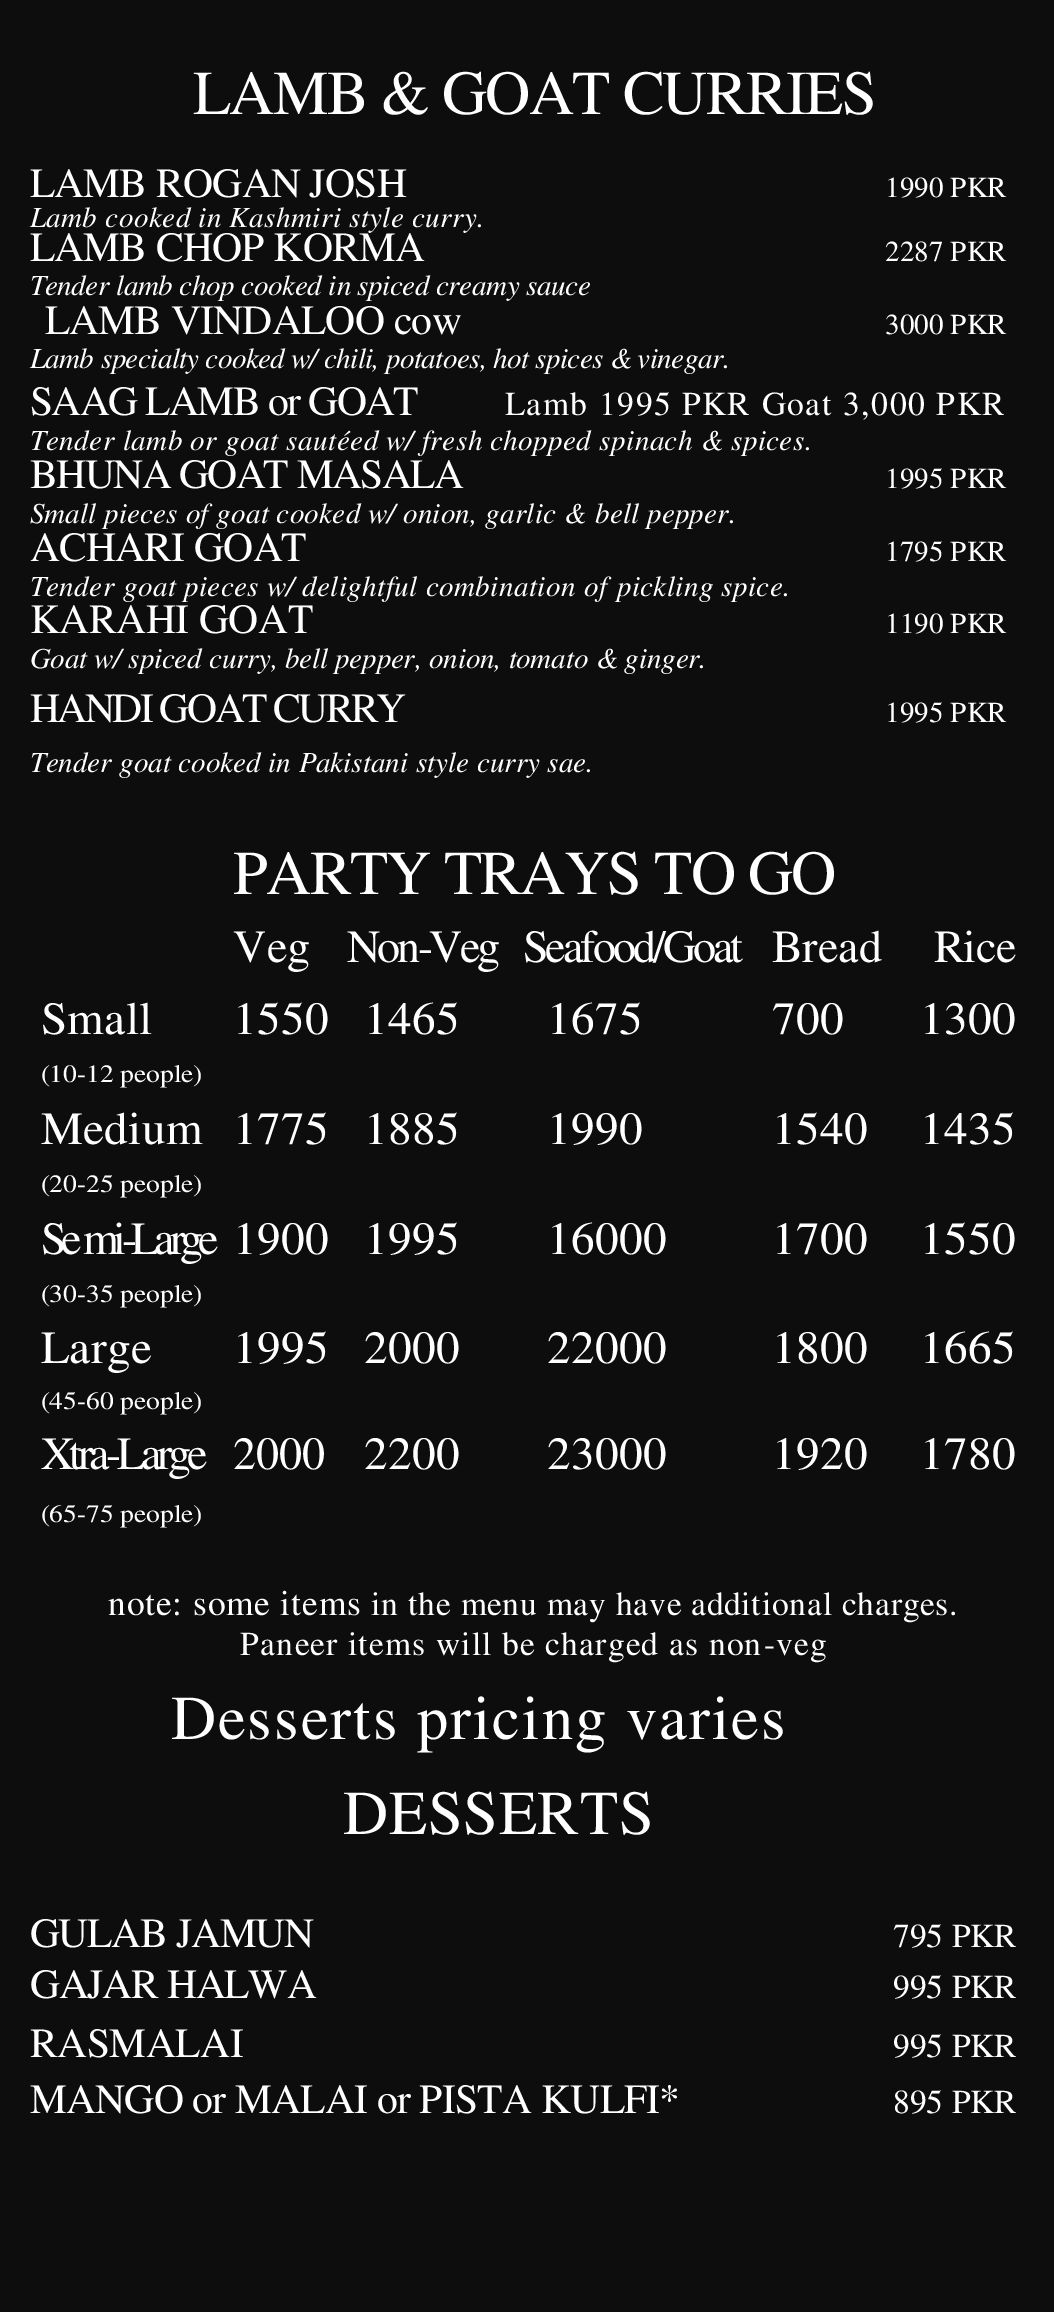 LAMB & GOAT CURRIES
LAMB ROGAN JOSH 1990 PKR
Lamb cooked in Kashmiri style curry.
LAMB CHOP KORMA 2287 PKR
Tender lamb chop cooked in spiced creamy sauce
LAMB VINDALOO cow 3000 PKR
Lamb specialty cooked w/ chili, potatoes, hot spices & vinegar.
SAAG LAMB or GOAT Lamb 1995 PKR Goat 3,000 PKR
Tender lamb or goat sautéed w/ fresh chopped spinach & spices.
BHUNA GOAT MASALA 1995 PKR
Small pieces of goat cooked w/ onion, garlic & bell pepper.
ACHARI GOAT 1795 PKR
Tender goat pieces w/ delightful combination of pickling spice.
KARAHI GOAT 1190 PKR
Goat w/ spiced curry, bell pepper, onion, tomato & ginger.
HANDI GOAT CURRY 1995 PKR
Tender goat cooked in Pakistani style curry sae.
PARTY TRAYS TO GO
Veg Non-Veg Seafood/Goat Bread Rice
Small 1550 1465 1675 700 1300
(10-12 people)
Medium 1775 1885 1990 1540 1435
(20-25 people)
Semi-Large 1900 1995 16000 1700 1550
(30-35 people)
Large 1995 2000 22000 1800 1665
(45-60 people)
Xtra-Large 2000 2200 23000 1920 1780
(65-75 people)
note: some items in the menu may have additional charges.
Paneer items will be charged as non-veg
Desserts pricing varies
DESSERTS
GULAB JAMUN 795 PKR
GAJAR HALWA 995 PKR
RASMALAI 995 PKR
MANGO or MALAI or PISTA KULFI* 895 PKR